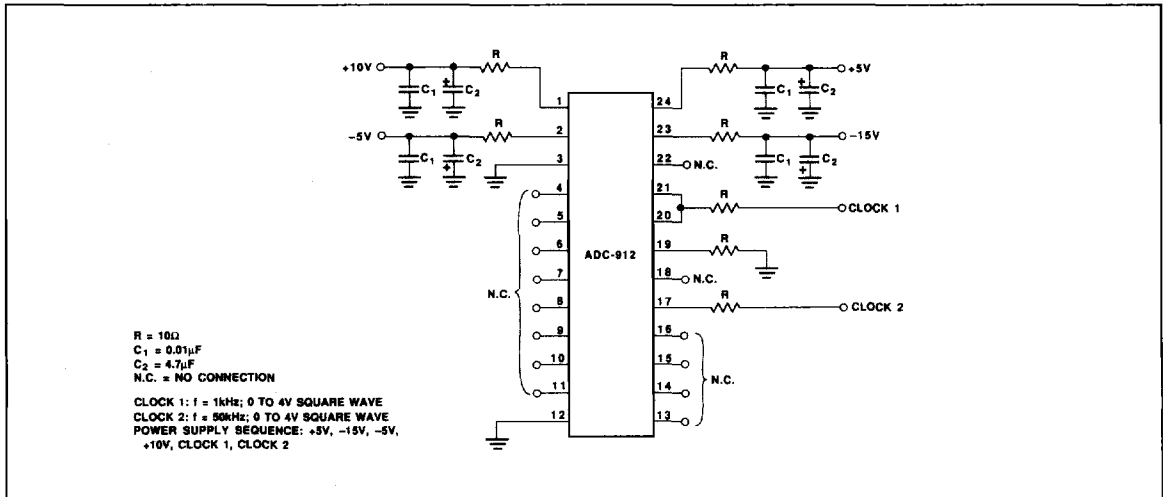 +10V
R
C₁
+
C₂
R
+5V
C₁
+
C₂
1
24
-5V
R
C₁
C₂
+
2
23
R
-15V
C₁
C₂
+
3
22
N.C.
4
21
R
CLOCK 1
5
20
6
19
R
ADC-912
7
18
N.C.
N.C.
8
17
R
CLOCK 2
9
16
10
15
N.C.
11
14
12
13
R = 10Ω
C₁ = 0.01µF
C₂ = 4.7µF
N.C. = NO CONNECTION
CLOCK 1: f = 1kHz; 0 TO 4V SQUARE WAVE
CLOCK 2: f = 50kHz; 0 TO 4V SQUARE WAVE
POWER SUPPLY SEQUENCE: +5V, -15V, -5V,
+10V, CLOCK 1, CLOCK 2